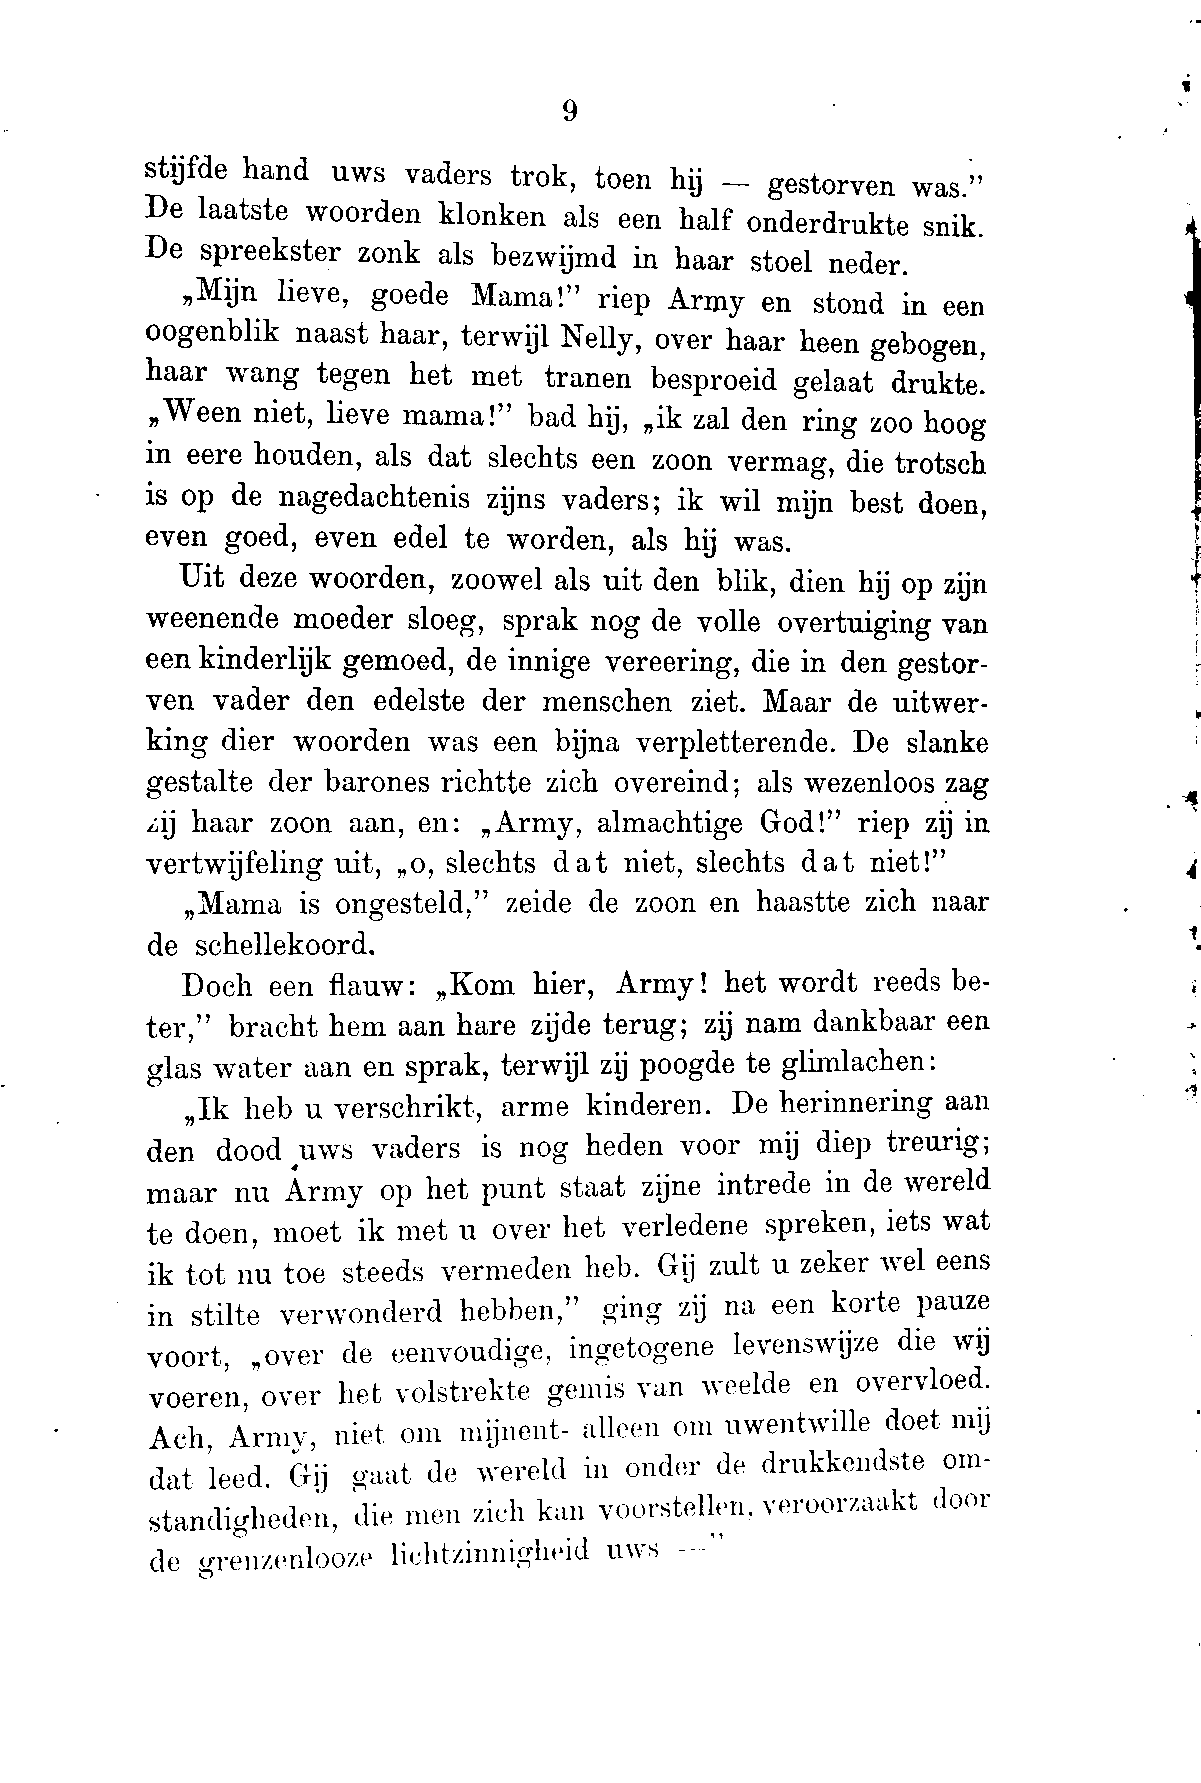 9
stijfde hand uws vaders trok, toen hij — gestorven was.”
De laatste woorden klonken als een half onderdrukte snik.
De spreekster zonk als bezwijmd in haar stoel neder.
„Mijn lieve, goede Mama!” riep Army en stond in een
oogenblik naast haar, terwijl Nelly, over haar heen gebogen,
haar wang tegen het met tranen besproeid gelaat drukte.
„Ween niet, lieve mama!” bad hij, „ik zal den ring zoo hoog
in eere houden, als dat slechts een zoon vermag, die trotsch
is op de nagedachtenis zijns vaders; ik wil mijn best doen,
even goed, even edel te worden, als hij was.
Uit deze woorden, zoowel als uit den blik, dien hij op zijn
weenende moeder sloeg, sprak nog de volle overtuiging van
een kinderlijk gemoed, de innige vereering, die in den gestor-
ven vader den edelste der menschen ziet. Maar de uitwer-
king dier woorden was een bijna verpletterende. De slanke
gestalte der barones richtte zich overeind; als wezenloos zag
zij haar zoon aan, en: „Army, almachtige God!” riep zij in
vertwijfeling uit, „o, slechts dat niet, slechts dat niet!”
„Mama is ongesteld,” zeide de zoon en haastte zich naar
de schellekoord.
Doch een flauw: „Kom hier, Army! het wordt reeds be-
ter,” bracht hem aan hare zijde terug; zij nam dankbaar een
glas water aan en sprak, terwijl zij poogde te glimlachen:
„Ik heb u verschrikt, arme kinderen. De herinnering aan
den dood uws vaders is nog heden voor mij diep treurig;
maar nu Army op het punt staat zijne intrede in de wereld
te doen, moet ik met u over het verledene spreken, iets wat
ik tot nu toe steeds vermeden heb. Gij zult u zeker wel eens
in stilte verwonderd hebben,” ging zij na een korte pauze
voort, „over de eenvoudige, ingetogene levenswijze die wij
voeren, over het volstrekte gemis van weelde en overvloed.
Ach, Army, niet om mijnent- alleen om uwentwille doet mij
dat leed. Gij gaat de wereld in onder de drukkendste om-
standigheden, die men zich kan voorstellen, veroorzaakt door
de grenzenlooze lichtzinnigheid uws —”